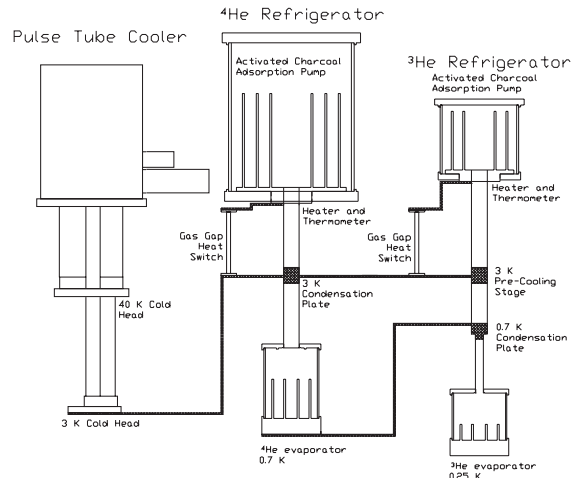 ⁴He Refrigerator
Pulse Tube Cooler
³He Refrigerator
Activated Charcoal
Adsorption Pump
Activated Charcoal
Adsorption Pump
Heater and
Thermometer
Heater and
Thermometer
Gas Gap
Heat
Switch
Gas Gap
Heat
Switch
3 K
Condensation
Plate
3 K
Pre-Cooling
Stage
40 K Cold
Head
0.7 K
Condensation
Plate
3 K Cold Head
⁴He evaporator
0.7 K
³He evaporator
0.25 K